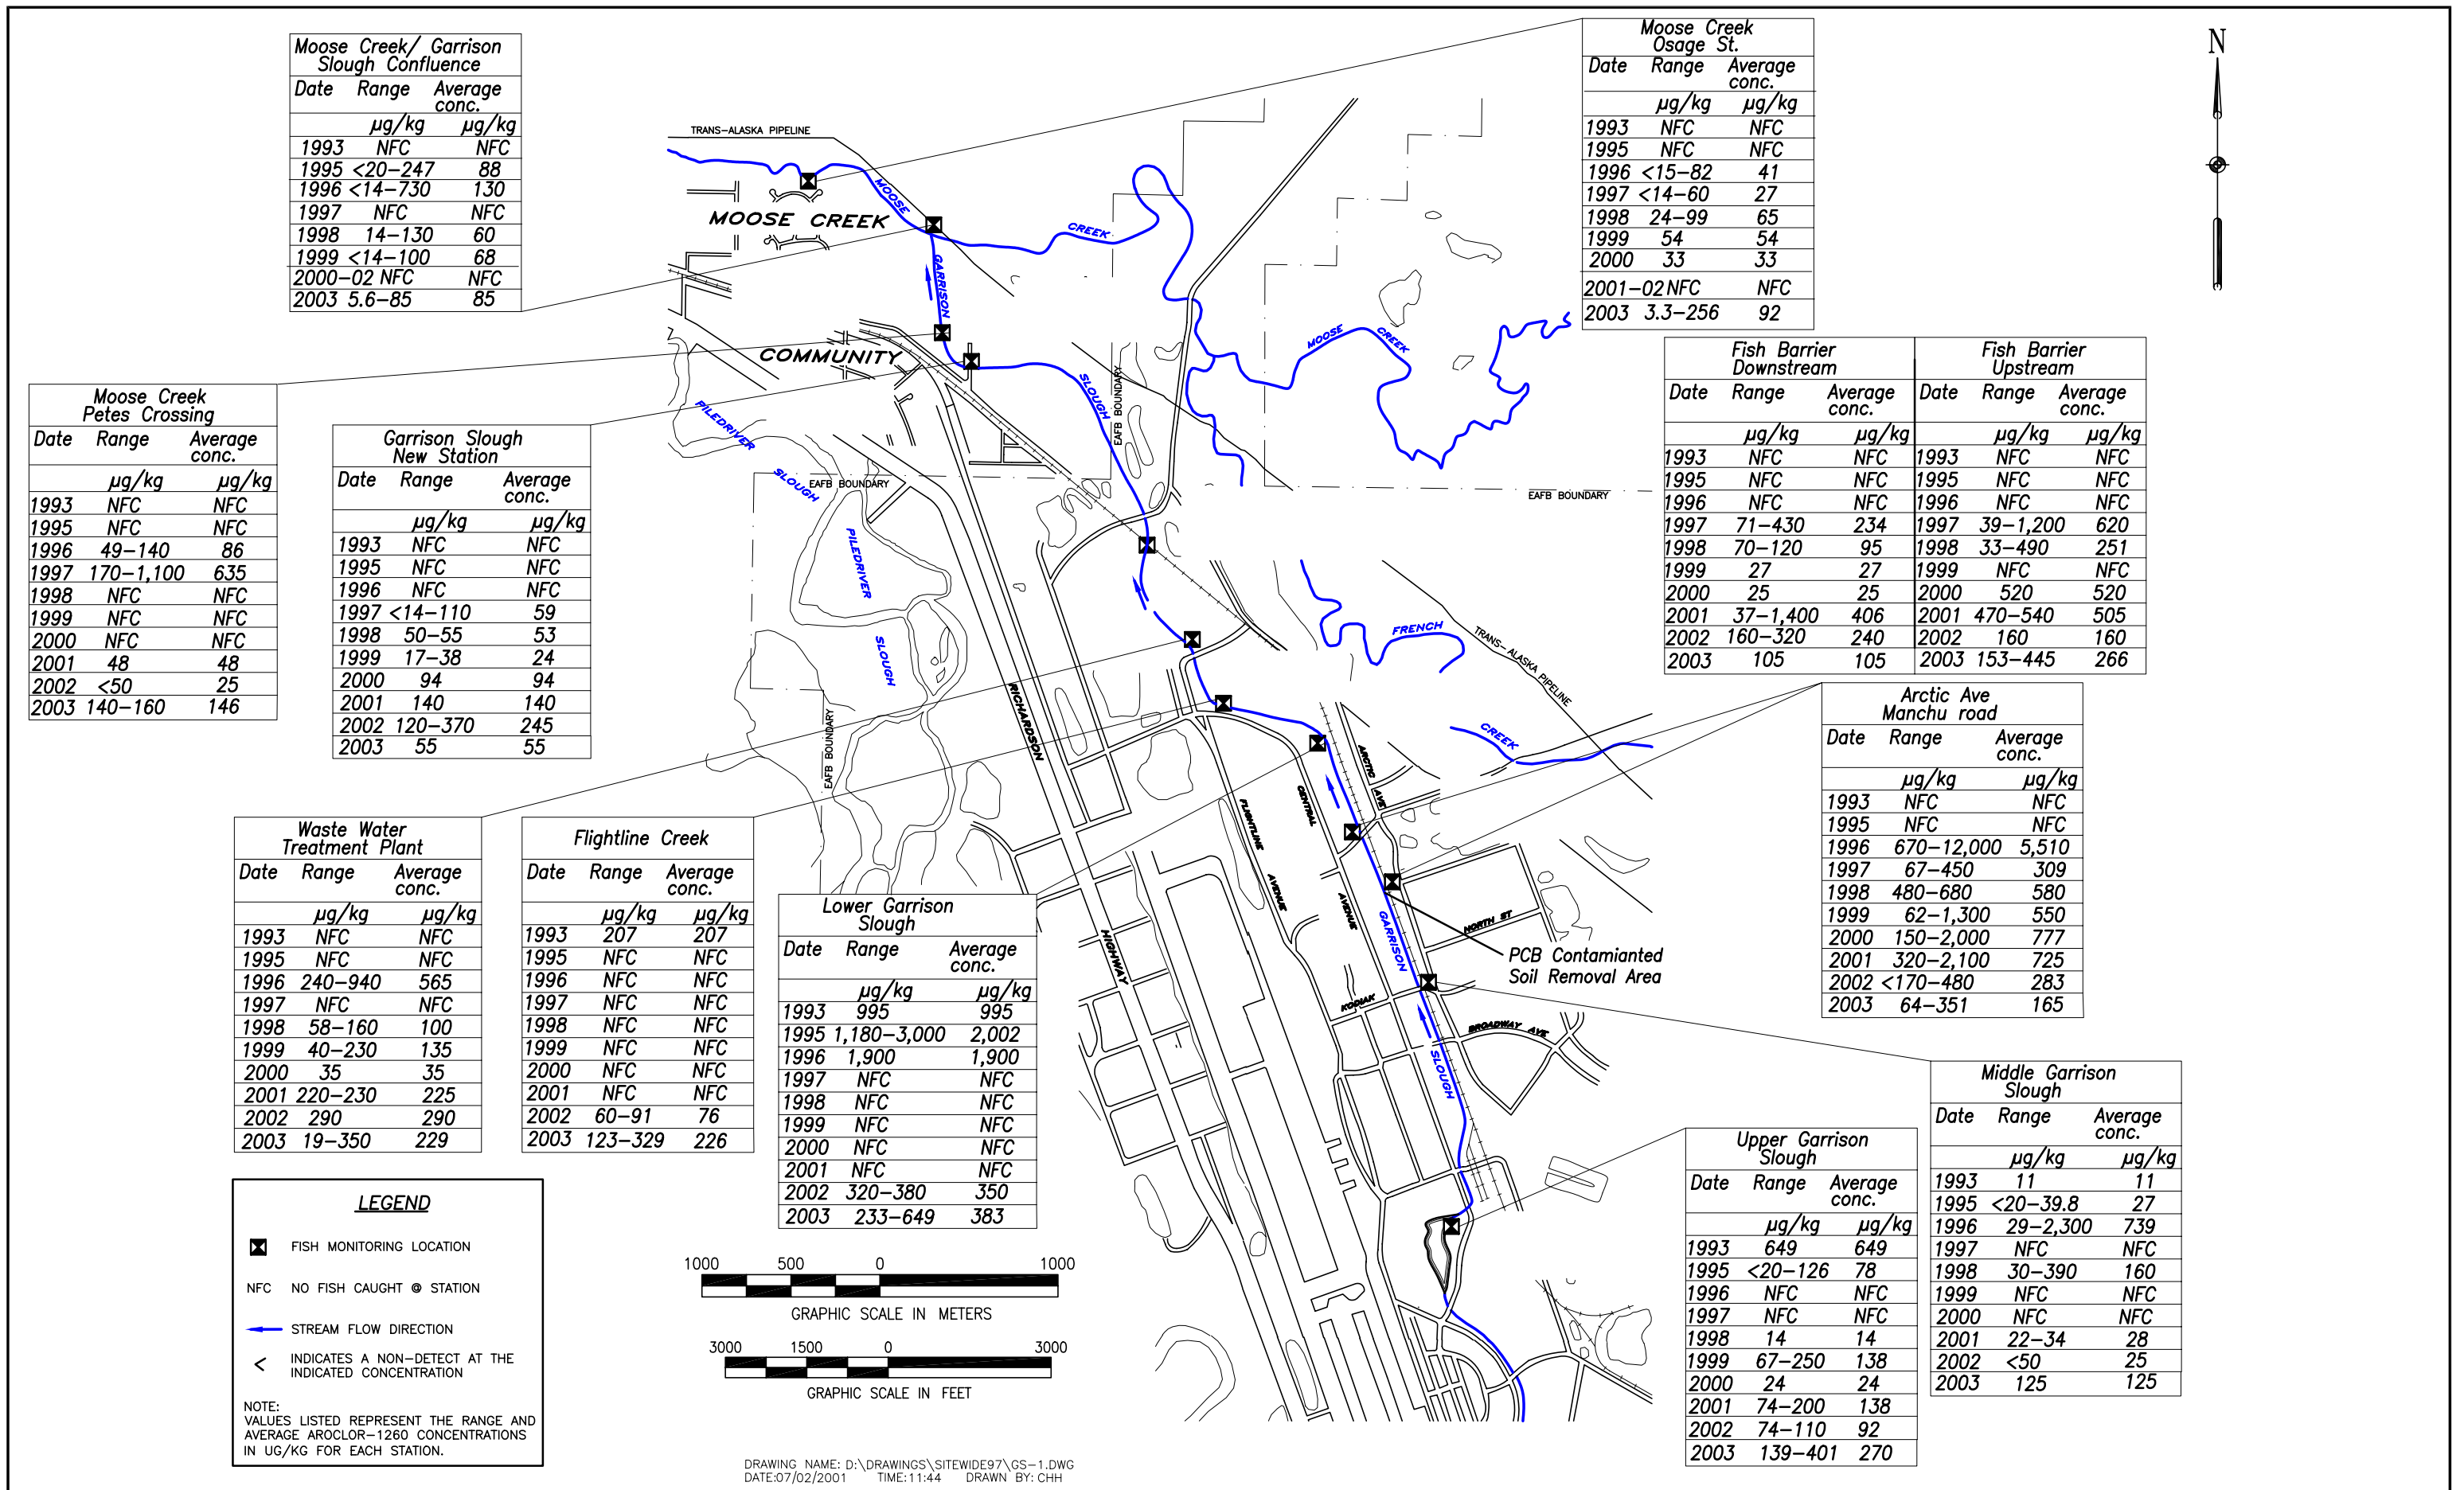 Moose Creek/ Garrison
Slough Confluence
Date Range Average
conc.
µg/kg µg/kg
1993 NFC NFC
1995 <20-247 88
1996 <14-730 130
1997 NFC NFC
1998 14-130 60
1999 <14-100 68
2000-02 NFC NFC
2003 5.6-85 85
Moose Creek
Osage St.
Date Range Average
conc.
µg/kg µg/kg
1993 NFC NFC
1995 NFC NFC
1996 <15-82 41
1997 <14-60 27
1998 24-99 65
1999 54 54
2000 33 33
2001-02 NFC NFC
2003 3.3-256 92
N
Moose Creek
Petes Crossing
Date Range Average
conc.
µg/kg µg/kg
1993 NFC NFC
1995 NFC NFC
1996 49-140 86
1997 170-1,100 635
1998 NFC NFC
1999 NFC NFC
2000 NFC NFC
2001 48 48
2002 <50 25
2003 140-160 146
Garrison Slough
New Station
Date Range Average
conc.
µg/kg µg/kg
1993 NFC NFC
1995 NFC NFC
1996 NFC NFC
1997 <14-110 59
1998 50-55 53
1999 17-38 24
2000 94 94
2001 140 140
2002 120-370 245
2003 55 55
Fish Barrier
Downstream
Date Range Average
conc.
µg/kg µg/kg
1993 NFC NFC
1995 NFC NFC
1996 NFC NFC
1997 71-430 234
1998 70-120 95
1999 27 27
2000 25 25
2001 37-1,400 406
2002 160-320 240
2003 105 105
Fish Barrier
Upstream
Date Range Average
conc.
µg/kg µg/kg
1993 NFC NFC
1995 NFC NFC
1996 NFC NFC
1997 39-1,200 620
1998 33-490 251
1999 NFC NFC
2000 520 520
2001 470-540 505
2002 160 160
2003 153-445 266
Arctic Ave
Manchu road
Date Range Average
conc.
µg/kg µg/kg
1993 NFC NFC
1995 NFC NFC
1996 670-12,000 5,510
1997 67-450 309
1998 480-680 580
1999 62-1,300 550
2000 150-2,000 777
2001 320-2,100 725
2002 <170-480 283
2003 64-351 165
Waste Water
Treatment Plant
Date Range Average
conc.
µg/kg µg/kg
1993 NFC NFC
1995 NFC NFC
1996 240-940 565
1997 NFC NFC
1998 58-160 100
1999 40-230 135
2000 35 35
2001 220-230 225
2002 290 290
2003 19-350 229
Flightline Creek
Date Range Average
conc.
µg/kg µg/kg
1993 207 207
1995 NFC NFC
1996 NFC NFC
1997 NFC NFC
1998 NFC NFC
1999 NFC NFC
2000 NFC NFC
2001 NFC NFC
2002 60-91 76
2003 123-329 226
Lower Garrison
Slough
Date Range Average
conc.
µg/kg µg/kg
1993 995 995
1995 1,180-3,000 2,002
1996 1,900 1,900
1997 NFC NFC
1998 NFC NFC
1999 NFC NFC
2000 NFC NFC
2001 NFC NFC
2002 320-380 350
2003 233-649 383
Upper Garrison
Slough
Date Range Average
conc.
µg/kg µg/kg
1993 649 649
1995 <20-126 78
1996 NFC NFC
1997 NFC NFC
1998 14 14
1999 67-250 138
2000 24 24
2001 74-200 138
2002 74-110 92
2003 139-401 270
Middle Garrison
Slough
Date Range Average
conc.
µg/kg µg/kg
1993 11 11
1995 <20-39.8 27
1996 29-2,300 739
1997 NFC NFC
1998 30-390 160
1999 NFC NFC
2000 NFC NFC
2001 22-34 28
2002 <50 25
2003 125 125
TRANS-ALASKA PIPELINE
MOOSE
CREEK
MOOSE CREEK
GARRISON
COMMUNITY
MOOSE
CREEK
SLOUGH
EAFB BOUNDARY
PILEDRIVER
SLOUGH
EAFB BOUNDARY
EAFB BOUNDARY
PILEDRIVER
SLOUGH
EAFB BOUNDARY
FRENCH
CREEK
TRANS-ALASKA PIPELINE
RICHARDSON
HIGHWAY
ARCTIC
AVE
CENTRAL
AVENUE
FLIGHTLINE
AVENUE
GARRISON
SLOUGH
NORTH ST
KODIAK
BROADWAY AVE
PCB Contamianted
Soil Removal Area
LEGEND
FISH MONITORING LOCATION
NFC NO FISH CAUGHT @ STATION
STREAM FLOW DIRECTION
< INDICATES A NON-DETECT AT THE
INDICATED CONCENTRATION
NOTE:
VALUES LISTED REPRESENT THE RANGE AND
AVERAGE AROCLOR-1260 CONCENTRATIONS
IN UG/KG FOR EACH STATION.
1000 500 0 1000
GRAPHIC SCALE IN METERS
3000 1500 0 3000
GRAPHIC SCALE IN FEET
DRAWING NAME: D:\DRAWINGS\SITEWIDE97\GS-1.DWG
DATE:07/02/2001 TIME:11:44 DRAWN BY: CHH